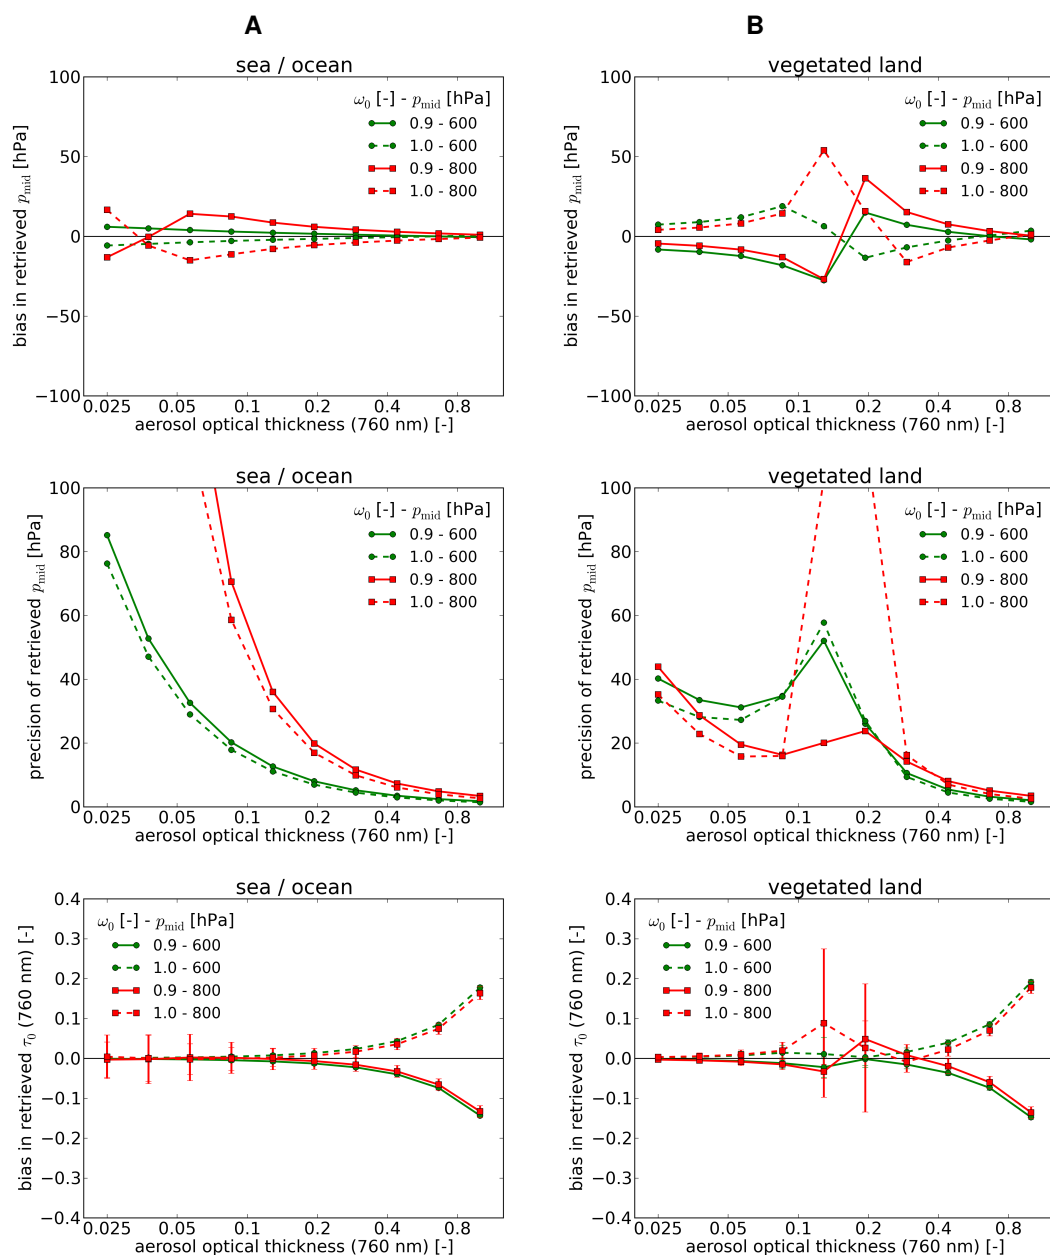 A
B
sea / ocean
100
50
0
−50
−100
bias in retrieved p_mid [hPa]
ω_0 [-] - p_mid [hPa]
0.9 - 600
1.0 - 600
0.9 - 800
1.0 - 800
0.025 0.05 0.1 0.2 0.4 0.8
aerosol optical thickness (760 nm) [-]
vegetated land
100
50
0
−50
−100
bias in retrieved p_mid [hPa]
ω_0 [-] - p_mid [hPa]
0.9 - 600
1.0 - 600
0.9 - 800
1.0 - 800
0.025 0.05 0.1 0.2 0.4 0.8
aerosol optical thickness (760 nm) [-]
sea / ocean
100
80
60
40
20
0
precision of retrieved p_mid [hPa]
ω_0 [-] - p_mid [hPa]
0.9 - 600
1.0 - 600
0.9 - 800
1.0 - 800
0.025 0.05 0.1 0.2 0.4 0.8
aerosol optical thickness (760 nm) [-]
vegetated land
100
80
60
40
20
0
precision of retrieved p_mid [hPa]
ω_0 [-] - p_mid [hPa]
0.9 - 600
1.0 - 600
0.9 - 800
1.0 - 800
0.025 0.05 0.1 0.2 0.4 0.8
aerosol optical thickness (760 nm) [-]
sea / ocean
0.4
0.3
0.2
0.1
0.0
−0.1
−0.2
−0.3
−0.4
bias in retrieved τ_0 (760 nm) [-]
ω_0 [-] - p_mid [hPa]
0.9 - 600
1.0 - 600
0.9 - 800
1.0 - 800
0.025 0.05 0.1 0.2 0.4 0.8
aerosol optical thickness (760 nm) [-]
vegetated land
0.4
0.3
0.2
0.1
0.0
−0.1
−0.2
−0.3
−0.4
bias in retrieved τ_0 (760 nm) [-]
ω_0 [-] - p_mid [hPa]
0.9 - 600
1.0 - 600
0.9 - 800
1.0 - 800
0.025 0.05 0.1 0.2 0.4 0.8
aerosol optical thickness (760 nm) [-]